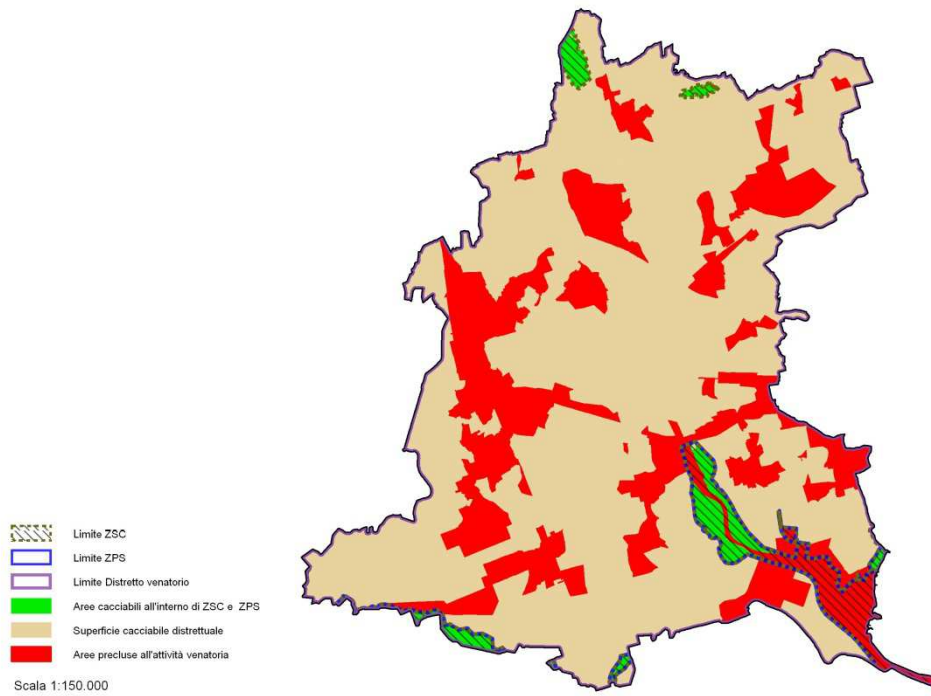 Limite ZSC
Limite ZPS
Limite Distretto venatorio
Aree cacciabili all'interno di ZSC e ZPS
Superficie cacciabile distrettuale
Aree precluse all'attività venatoria
Scala 1:150.000